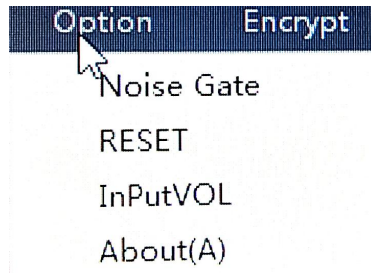 Option Encrypt
Noise Gate
RESET
InPutVOL
About(A)